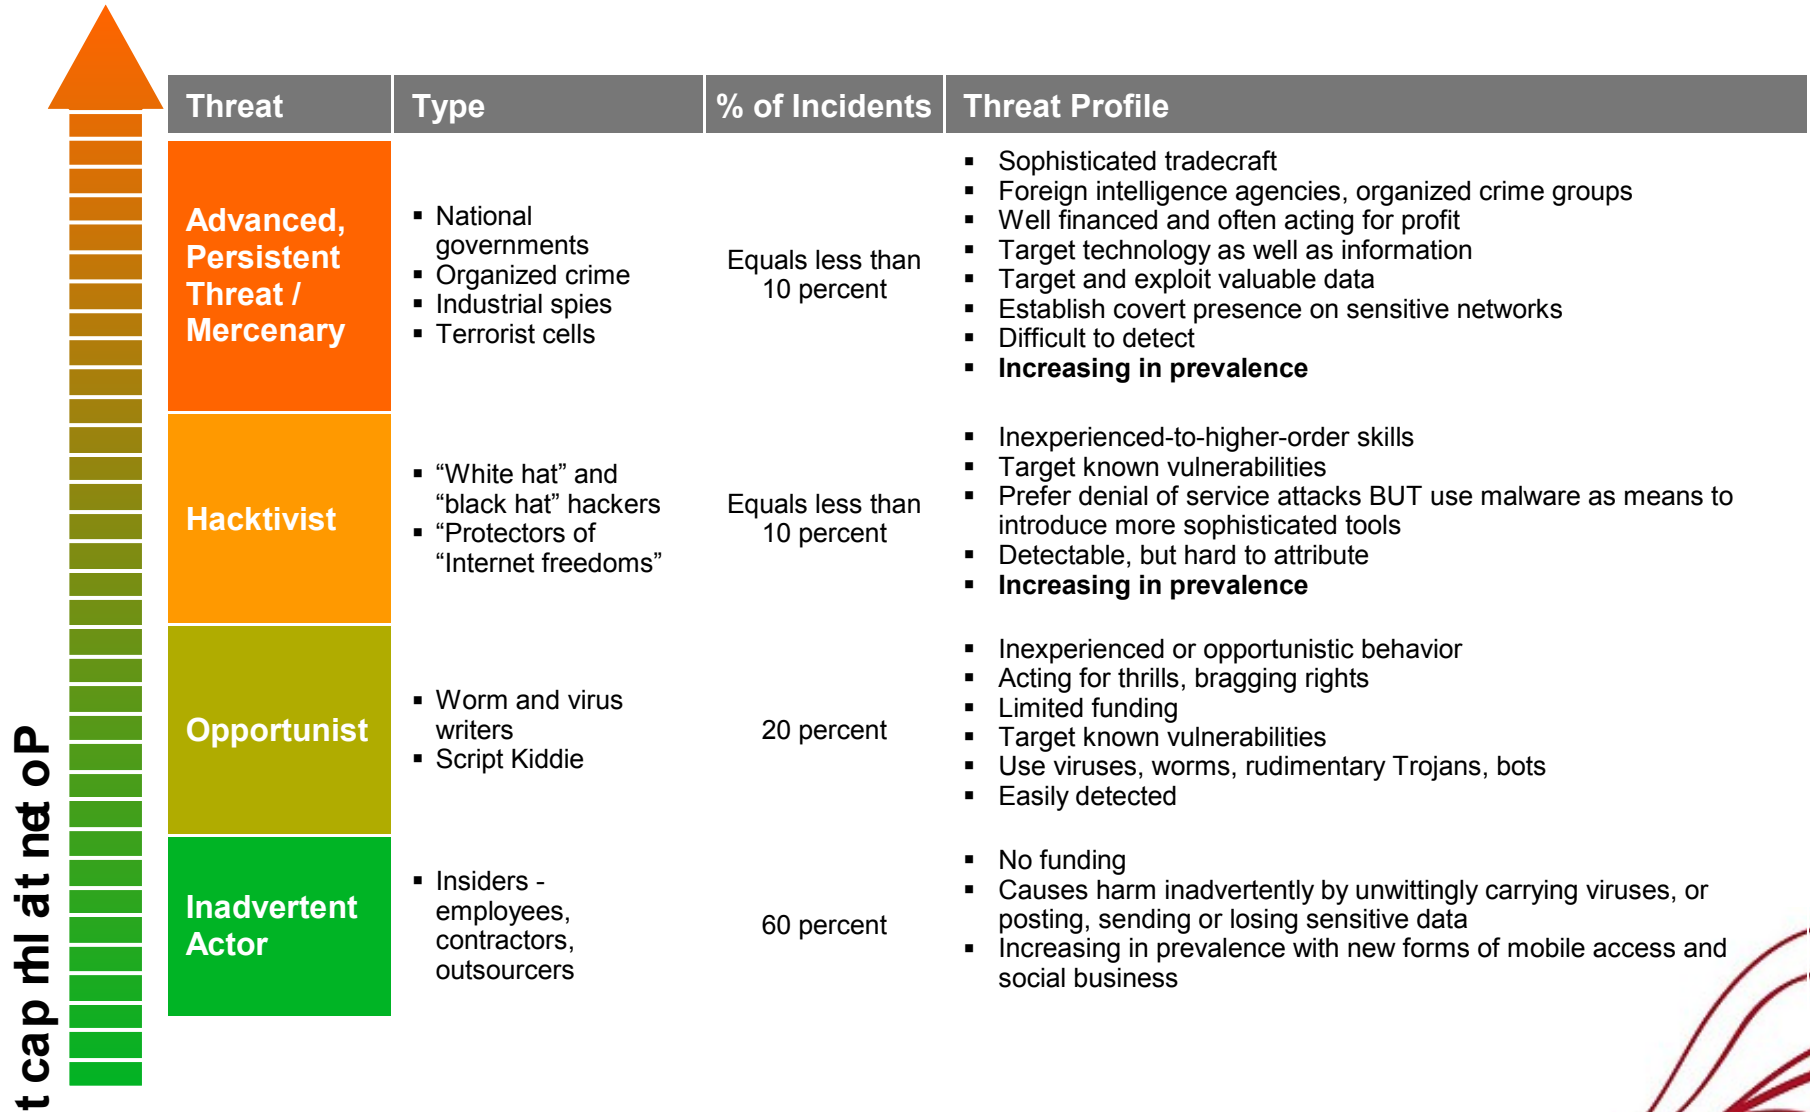 Threat
Type
% of Incidents
Threat Profile
Advanced,
Persistent
Threat /
Mercenary
▪ National
governments
▪ Organized crime
▪ Industrial spies
▪ Terrorist cells
Equals less than
10 percent
▪ Sophisticated tradecraft
▪ Foreign intelligence agencies, organized crime groups
▪ Well financed and often acting for profit
▪ Target technology as well as information
▪ Target and exploit valuable data
▪ Establish covert presence on sensitive networks
▪ Difficult to detect
▪ Increasing in prevalence
Hacktivist
▪ “White hat” and
“black hat” hackers
▪ “Protectors of
“Internet freedoms”
Equals less than
10 percent
▪ Inexperienced-to-higher-order skills
▪ Target known vulnerabilities
▪ Prefer denial of service attacks BUT use malware as means to
introduce more sophisticated tools
▪ Detectable, but hard to attribute
▪ Increasing in prevalence
Opportunist
▪ Worm and virus
writers
▪ Script Kiddie
20 percent
▪ Inexperienced or opportunistic behavior
▪ Acting for thrills, bragging rights
▪ Limited funding
▪ Target known vulnerabilities
▪ Use viruses, worms, rudimentary Trojans, bots
▪ Easily detected
Inadvertent
Actor
▪ Insiders -
employees,
contractors,
outsourcers
60 percent
▪ No funding
▪ Causes harm inadvertently by unwittingly carrying viruses, or
posting, sending or losing sensitive data
▪ Increasing in prevalence with new forms of mobile access and
social business